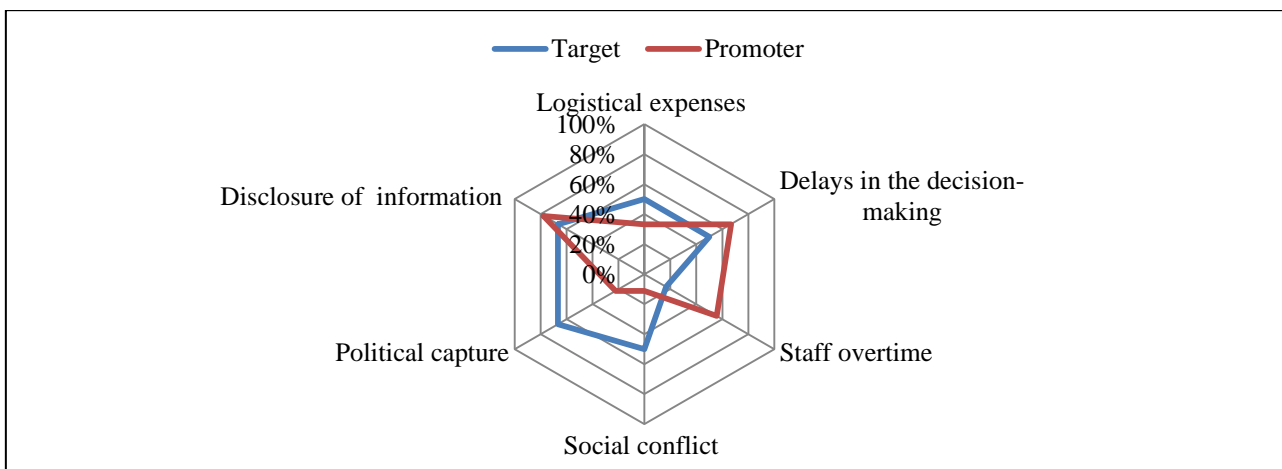 Target Promoter
Logistical expenses
100%
80%
60%
40%
20%
0%
Delays in the decision-
making
Staff overtime
Social conflict
Political capture
Disclosure of information